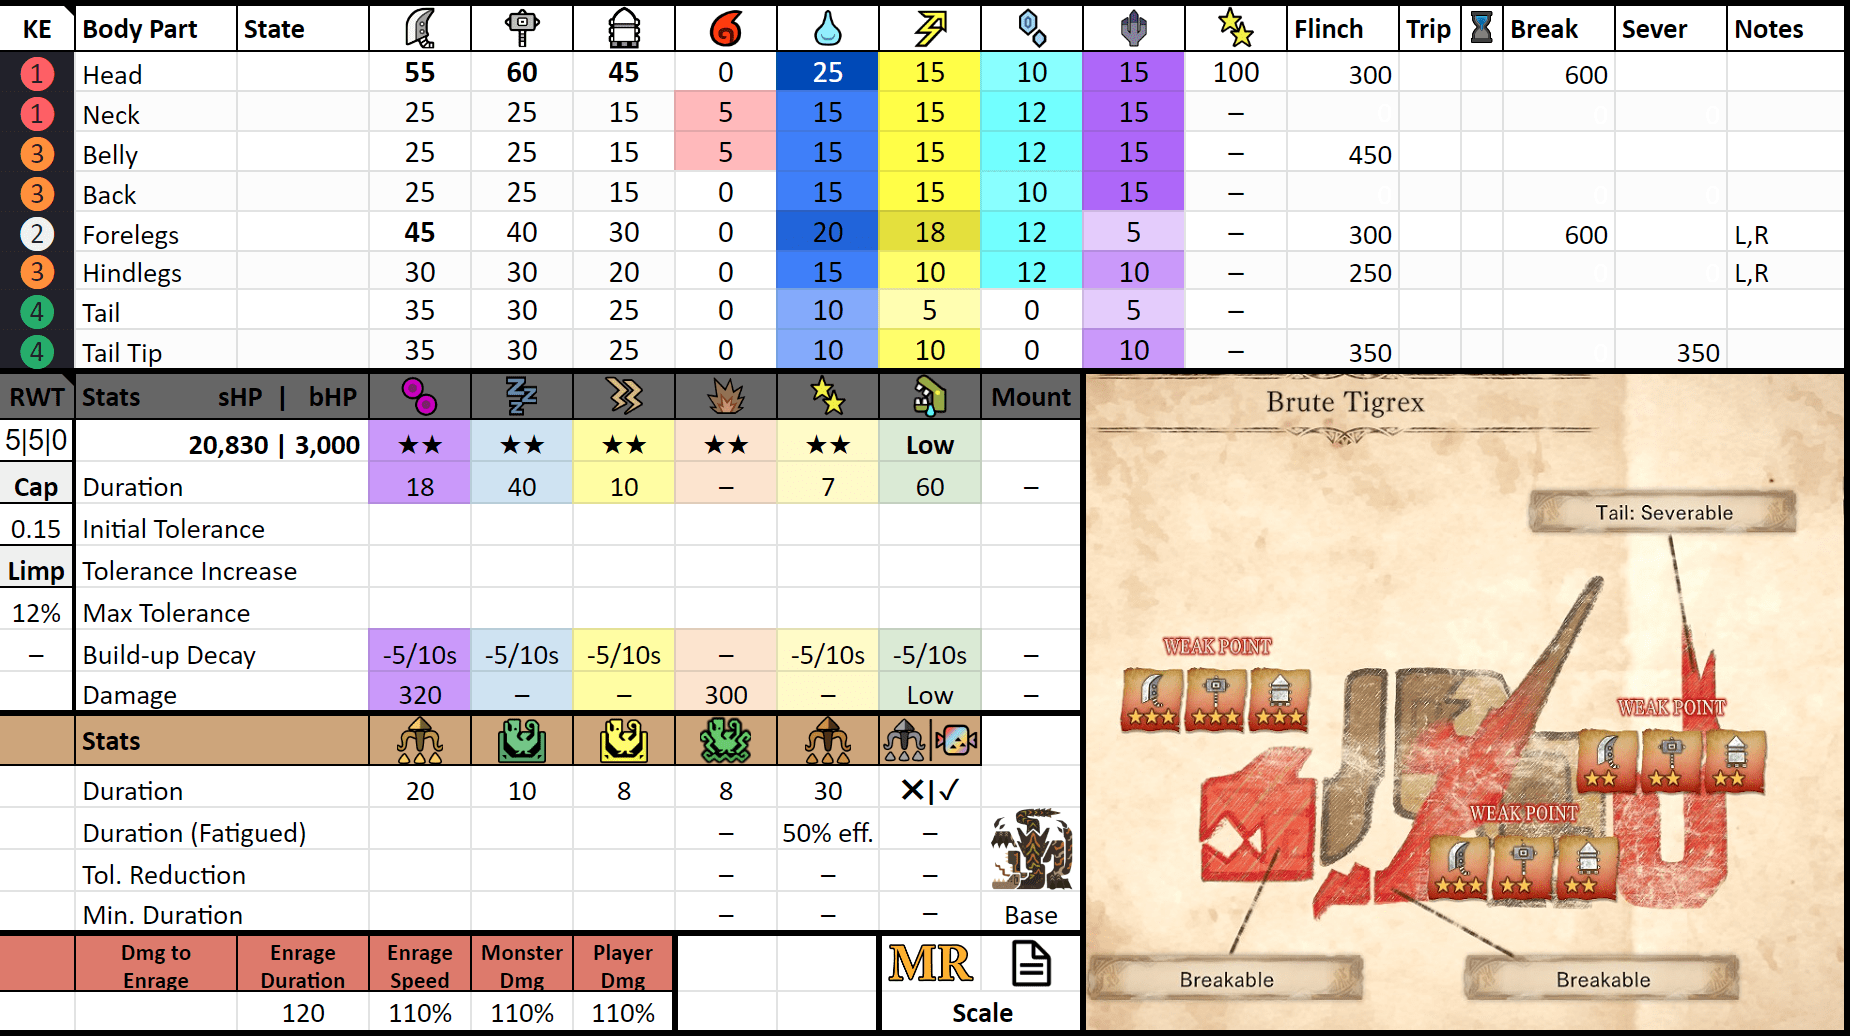 KE Body Part State Flinch Trip Break Sever Notes
1 Head 55 60 45 0 25 15 10 15 100 300 600
1 Neck 25 25 15 5 15 15 12 15 –
3 Belly 25 25 15 5 15 15 12 15 – 450
3 Back 25 25 15 0 15 15 10 15 –
2 Forelegs 45 40 30 0 20 18 12 5 – 300 600 L,R
3 Hindlegs 30 30 20 0 15 10 12 10 – 250 L,R
4 Tail 35 30 25 0 10 5 0 5 –
4 Tail Tip 35 30 25 0 10 10 0 10 – 350 350
RWT Stats sHP | bHP Mount
5|5|0 20,830 | 3,000 ★★ ★★ ★★ ★★ ★★ Low
Cap Duration 18 40 10 – 7 60 –
0.15 Initial Tolerance
Limp Tolerance Increase
12% Max Tolerance
– Build-up Decay -5/10s -5/10s -5/10s – -5/10s -5/10s –
Damage 320 – – 300 – Low –
Stats
Duration 20 10 8 8 30 ✕|✓
Duration (Fatigued) – 50% eff. –
Tol. Reduction – – –
Min. Duration – – – Base
Dmg to Enrage Enrage Duration Enrage Speed Monster Dmg Player Dmg MR
120 110% 110% 110% Scale
Brute Tigrex
Tail: Severable
WEAK POINT
WEAK POINT
WEAK POINT
Breakable
Breakable